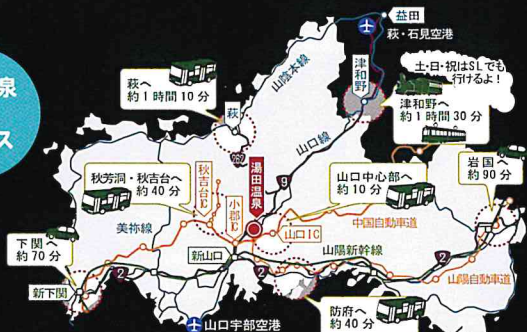 泉
ス
益田
萩・石見空港
土・日・祝はSLでも
行けるよ!
津和野
津和野へ
約1時間30分
山陰本線
萩へ
約1時間10分
萩
山口線
262
9
湯田温泉
秋吉台IC
小郡IC
秋芳洞・秋吉台へ
約40分
山口中心部へ
約10分
岩国へ
約90分
美祢線
山口IC
中国自動車道
下関へ
約70分
新山口
山陽新幹線
2
2
2
山陽自動車道
新下関
防府へ
約40分
山口宇部空港